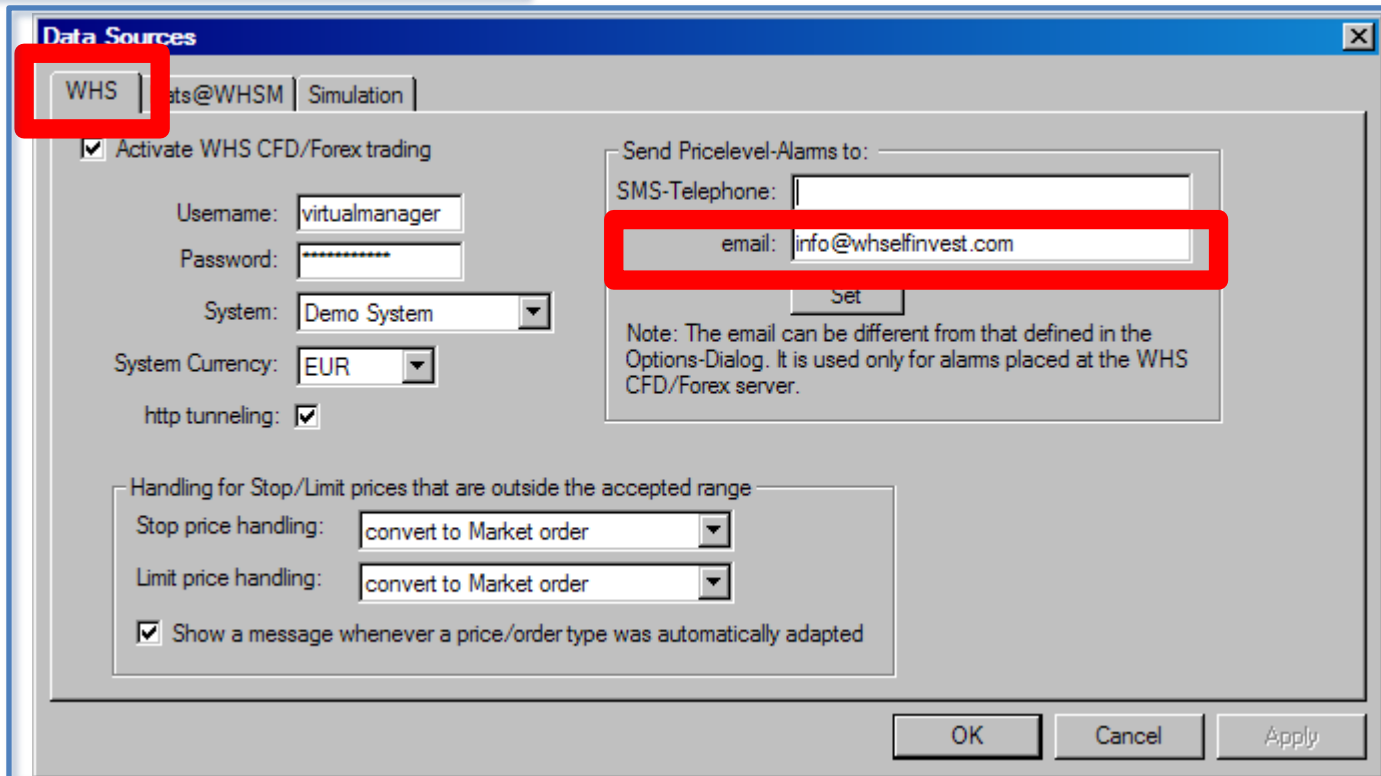 Data Sources
WHS
ats@WHSM
Simulation
Activate WHS CFD/Forex trading
Username: virtualmanager
Password: ***********
System: Demo System
System Currency: EUR
http tunneling:
Send Pricelevel-Alarms to:
SMS-Telephone:
email: info@whselfinvest.com
Set
Note: The email can be different from that defined in the
Options-Dialog. It is used only for alarms placed at the WHS
CFD/Forex server.
Handling for Stop/Limit prices that are outside the accepted range
Stop price handling: convert to Market order
Limit price handling: convert to Market order
Show a message whenever a price/order type was automatically adapted
OK
Cancel
Apply